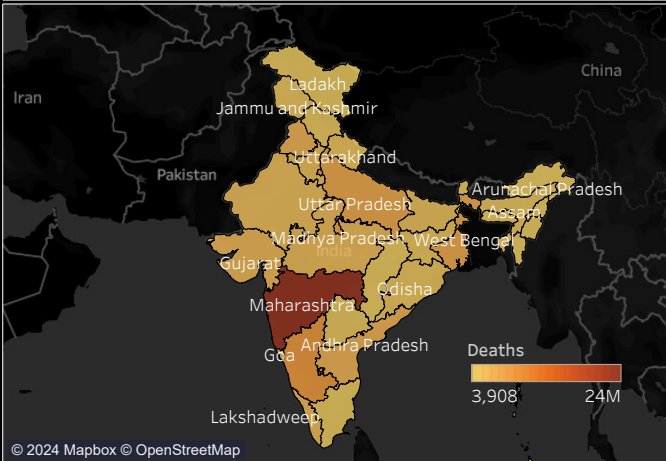 China
Ladakh
Iran
Jammu and Kashmir
Uttarakhand
Pakistan
Arunachal Pradesh
Uttar Pradesh
Assam
Madhya Pradesh
West Bengal
India
Gujarat
Odisha
Maharashtra
Andhra Pradesh
Goa
Deaths
3,908
24M
Lakshadweep
© 2024 Mapbox © OpenStreetMap